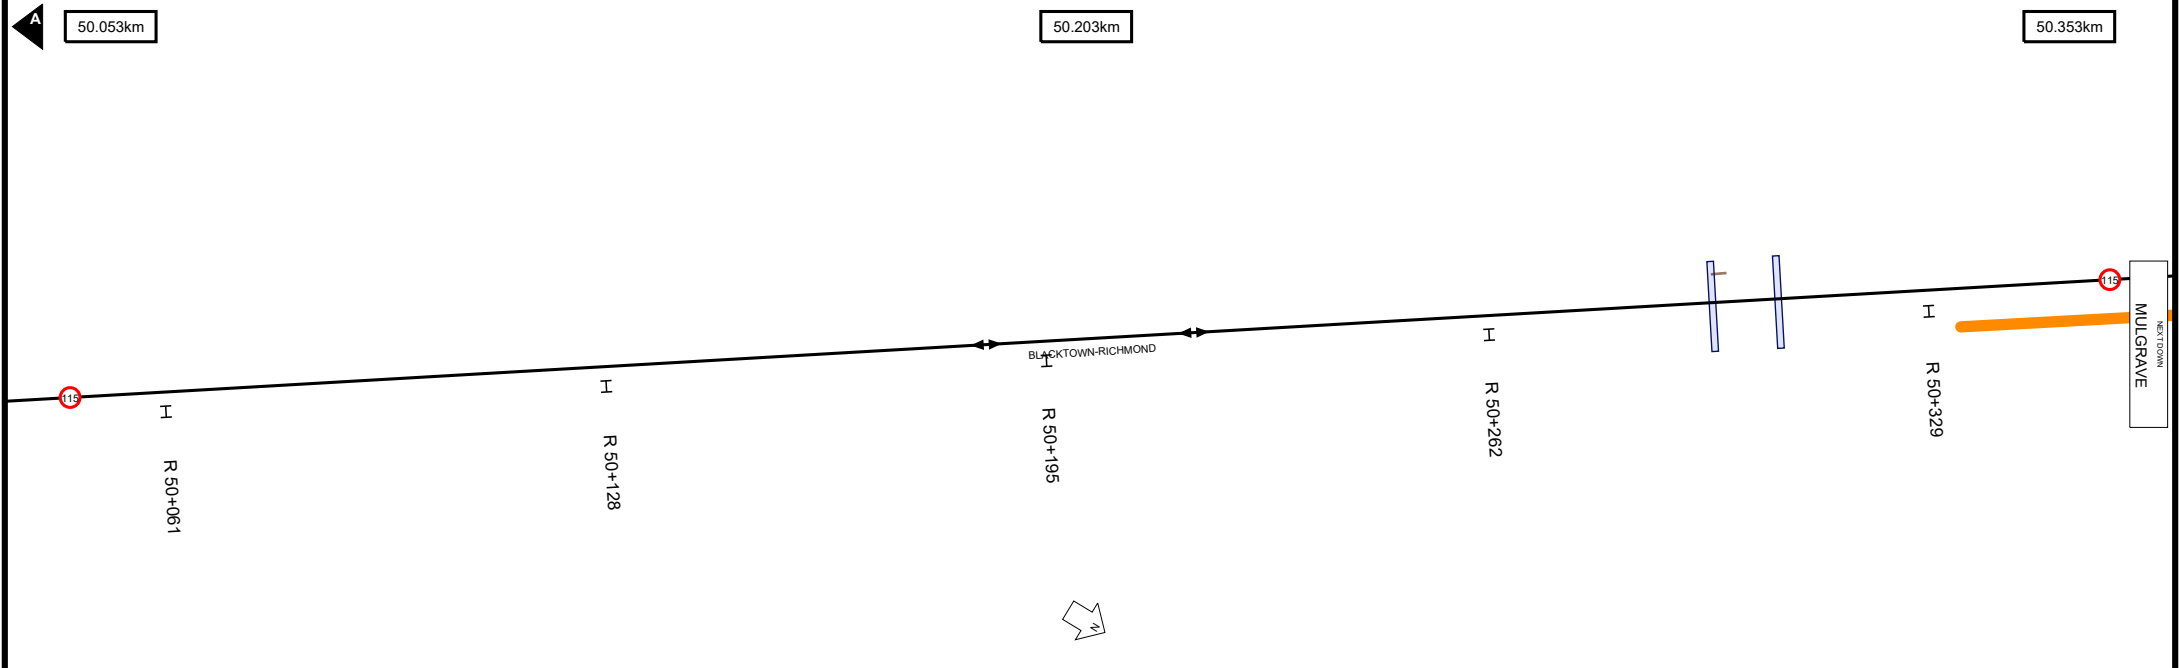 A
50.053km
50.203km
50.353km
115
115
BLACKTOWN-RICHMOND
NEXT DOWN
MULGRAVE
R 50+061
R 50+128
R 50+195
R 50+262
R 50+329
N